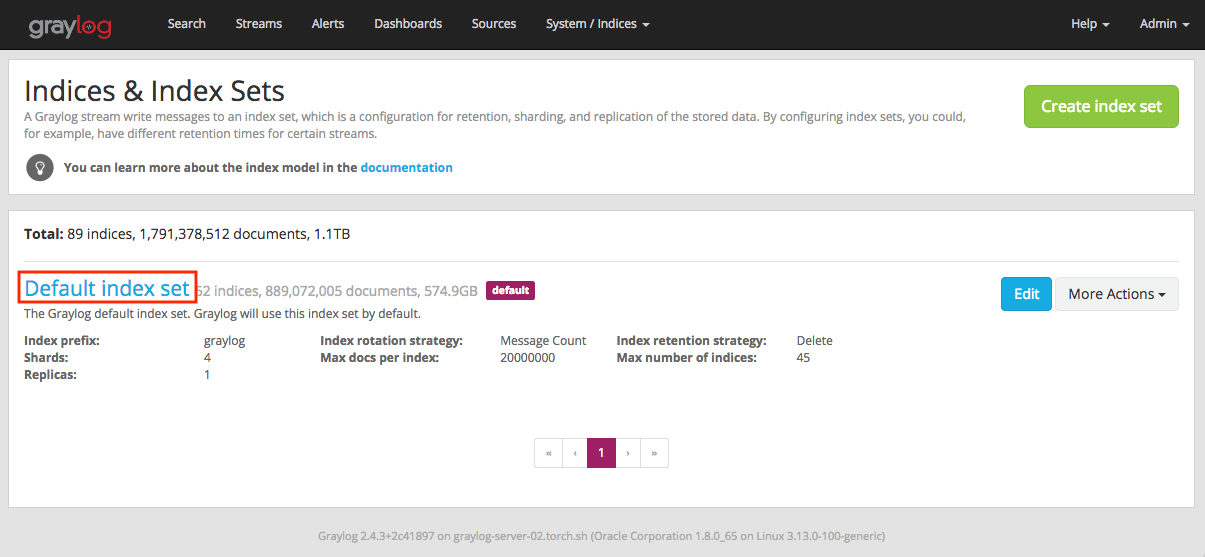 graylog Search Streams Alerts Dashboards Sources System / Indices Help Admin
Indices & Index Sets
Create index set
A Graylog stream write messages to an index set, which is a configuration for retention, sharding, and replication of the stored data. By configuring index sets, you could,
for example, have different retention times for certain streams.
You can learn more about the index model in the documentation
Total: 89 indices, 1,791,378,512 documents, 1.1TB
Default index set 52 indices, 889,072,005 documents, 574.9GB default Edit More Actions
The Graylog default index set. Graylog will use this index set by default.
Index prefix: graylog Index rotation strategy: Message Count Index retention strategy: Delete
Shards: 4 Max docs per index: 20000000 Max number of indices: 45
Replicas: 1
« ‹ 1 › »
Graylog 2.4.3+2c41897 on graylog-server-02.torch.sh (Oracle Corporation 1.8.0_65 on Linux 3.13.0-100-generic)